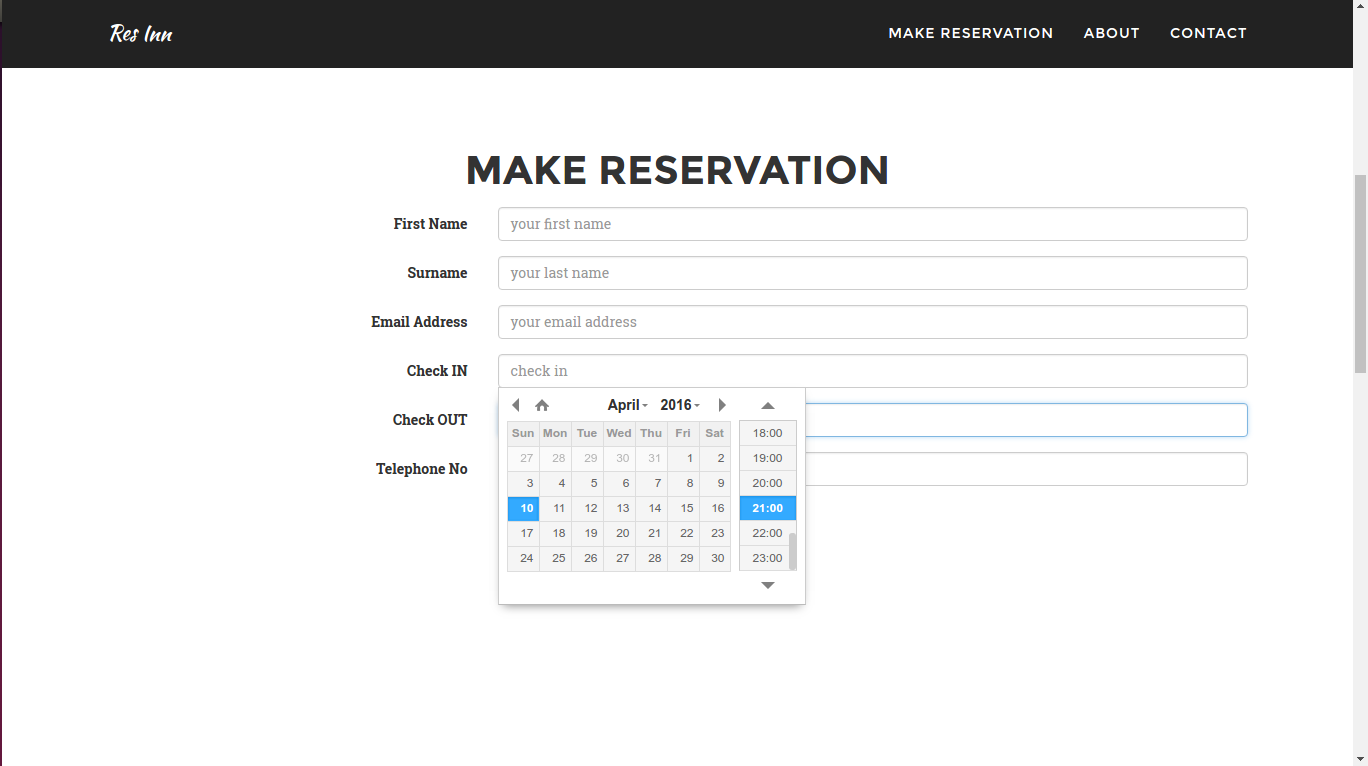 Res Inn MAKE RESERVATION ABOUT CONTACT
MAKE RESERVATION
First Name your first name
Surname your last name
Email Address your email address
Check IN check in
Check OUT
Telephone No
April 2016
Sun Mon Tue Wed Thu Fri Sat
27 28 29 30 31 1 2
3 4 5 6 7 8 9
10 11 12 13 14 15 16
17 18 19 20 21 22 23
24 25 26 27 28 29 30
18:00
19:00
20:00
21:00
22:00
23:00